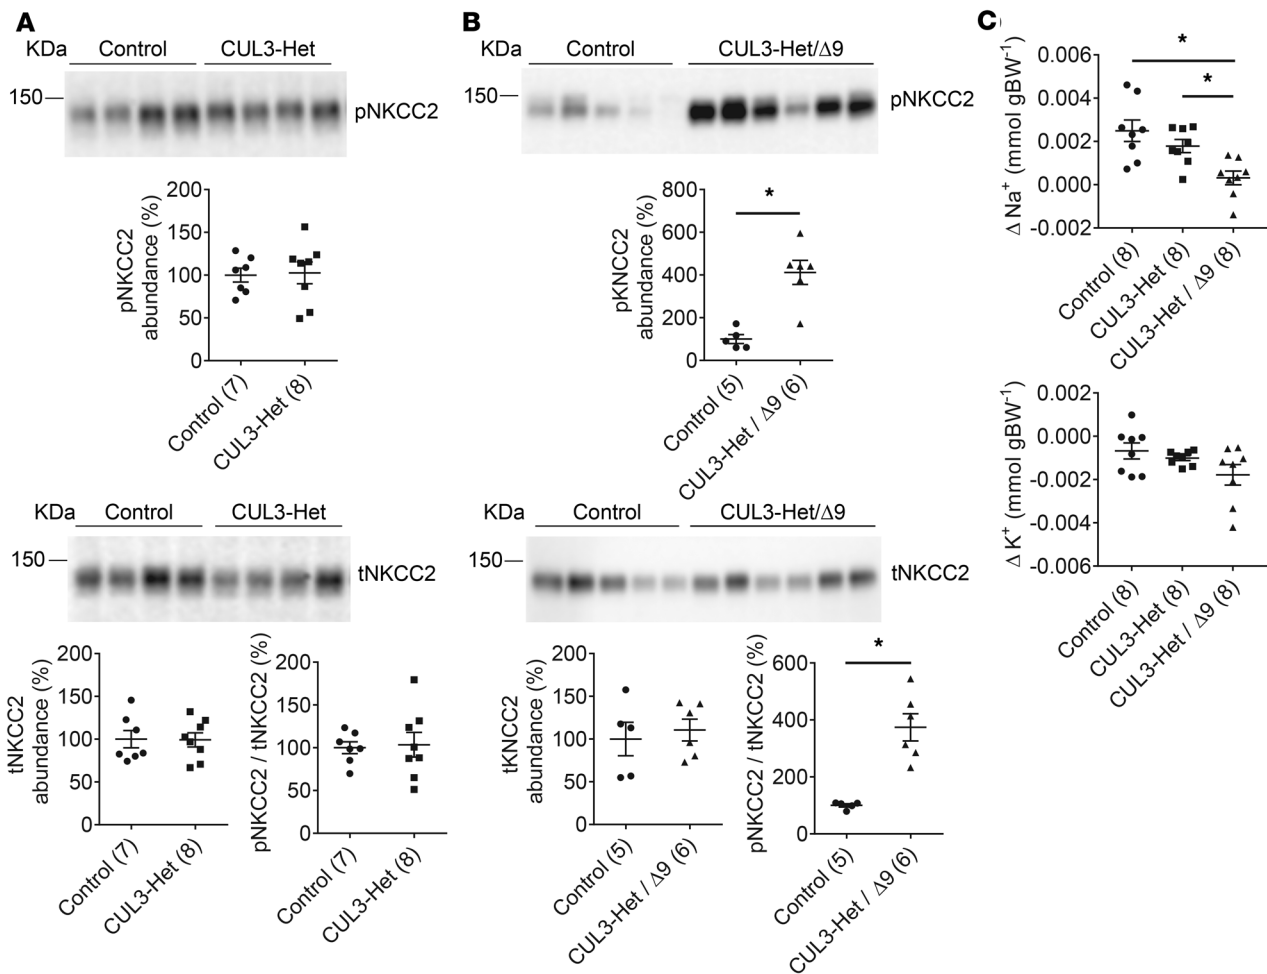 A
KDa Control CUL3-Het
150
pNKCC2
pNKCC2
abundance (%)
200
150
100
50
0
Control (7)
CUL3-Het (8)
KDa Control CUL3-Het
150
tNKCC2
tNKCC2
abundance (%)
200
150
100
50
0
Control (7)
CUL3-Het (8)
pNKCC2 / tNKCC2 (%)
200
150
100
50
0
Control (7)
CUL3-Het (8)
B
KDa Control CUL3-Het/Δ9
150
pNKCC2
pKNCC2
abundance (%)
800
600
400
200
0
*
Control (5)
CUL3-Het / Δ9 (6)
KDa Control CUL3-Het/Δ9
150
tNKCC2
tKNCC2
abundance (%)
200
150
100
50
0
Control (5)
CUL3-Het / Δ9 (6)
pNKCC2 / tNKCC2 (%)
600
400
200
0
*
Control (5)
CUL3-Het / Δ9 (6)
C
Δ Na⁺ (mmol gBW⁻¹)
0.006
0.004
0.002
0.000
-0.002
*
*
Control (8)
CUL3-Het (8)
CUL3-Het / Δ9 (8)
Δ K⁺ (mmol gBW⁻¹)
0.002
0.000
-0.002
-0.004
-0.006
Control (8)
CUL3-Het (8)
CUL3-Het / Δ9 (8)